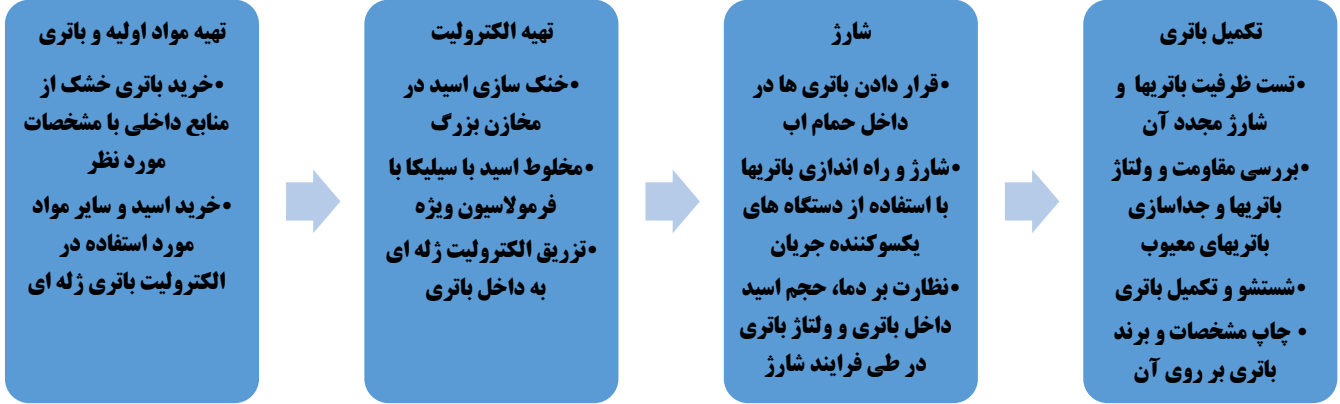 تهیه مواد اولیه و باتری
•خرید باتری خشک از
منابع داخلی با مشخصات
مورد نظر
•خرید اسید و سایر مواد
مورد استفاده در
الکترولیت باتری ژله ای
تهیه الکترولیت
•خنک سازی اسید در
مخازن بزرگ
•مخلوط اسید با سیلیکا با
فرمولاسیون ویژه
•تزریق الکترولیت ژله ای
به داخل باتری
شارژ
•قرار دادن باتری ها در
داخل حمام اب
•شارژ و راه اندازی باتریها
با استفاده از دستگاه های
یکسوکننده جریان
•نظارت بر دما، حجم اسید
داخل باتری و ولتاژ باتری
در طی فرایند شارژ
تکمیل باتری
•تست ظرفیت باتریها و
شارژ مجدد آن
•بررسی مقاومت و ولتاژ
باتریها و جداسازی
باتریهای معیوب
•شستشو و تکمیل باتری
• چاپ مشخصات و برند
باتری بر روی آن